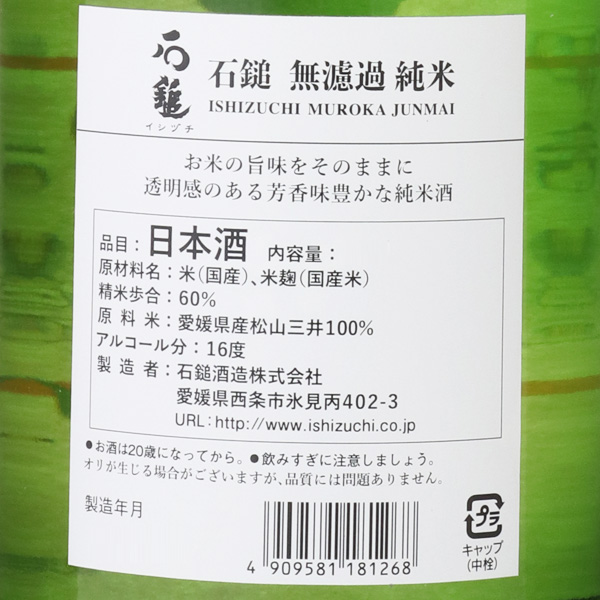 石鎚
イシヅチ
石鎚 無濾過 純米
ISHIZUCHI MUROKA JUNMAI
お米の旨味をそのままに
透明感のある芳香味豊かな純米酒
品目：日本酒 内容量：
原材料名：米（国産）、米麹（国産米）
精米歩合：60％
原料米：愛媛県産松山三井100％
アルコール分：16度
製造者：石鎚酒造株式会社
愛媛県西条市氷見丙402-3
URL：http://www.ishizuchi.co.jp
●お酒は20歳になってから。●飲みすぎに注意しましょう。
オリが生じる場合がございますが、品質には問題ありません。
製造年月
4 909581 181268
プラ
キャップ
（中栓）